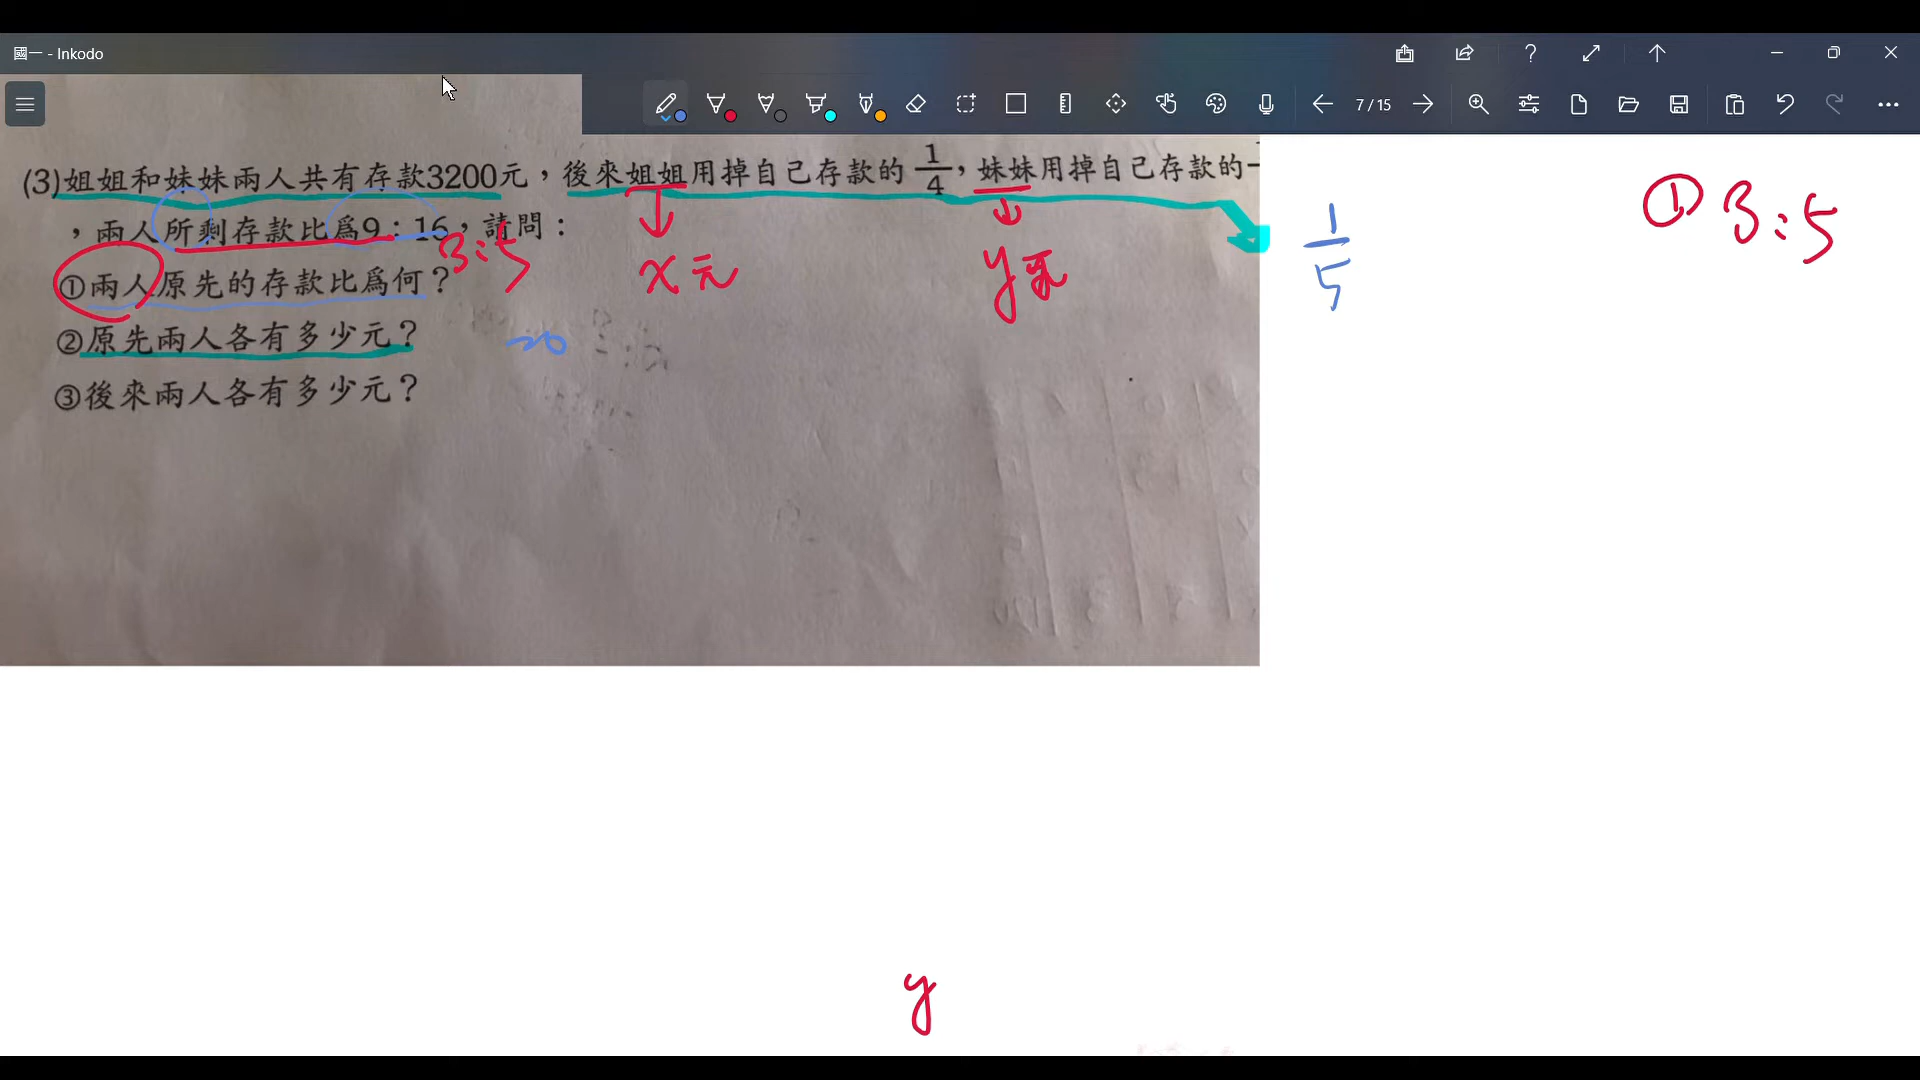 國一 - Inkodo
7 / 15
(3)姐姐和妹妹兩人共有存款3200元，後來姐姐用掉自己存款的1/4，妹妹用掉自己存款的
，兩人所剩存款比爲9：16，請問：
1/5
① 3:5
3:5
x元
y元
①兩人原先的存款比爲何？
②原先兩人各有多少元？
③後來兩人各有多少元？
y